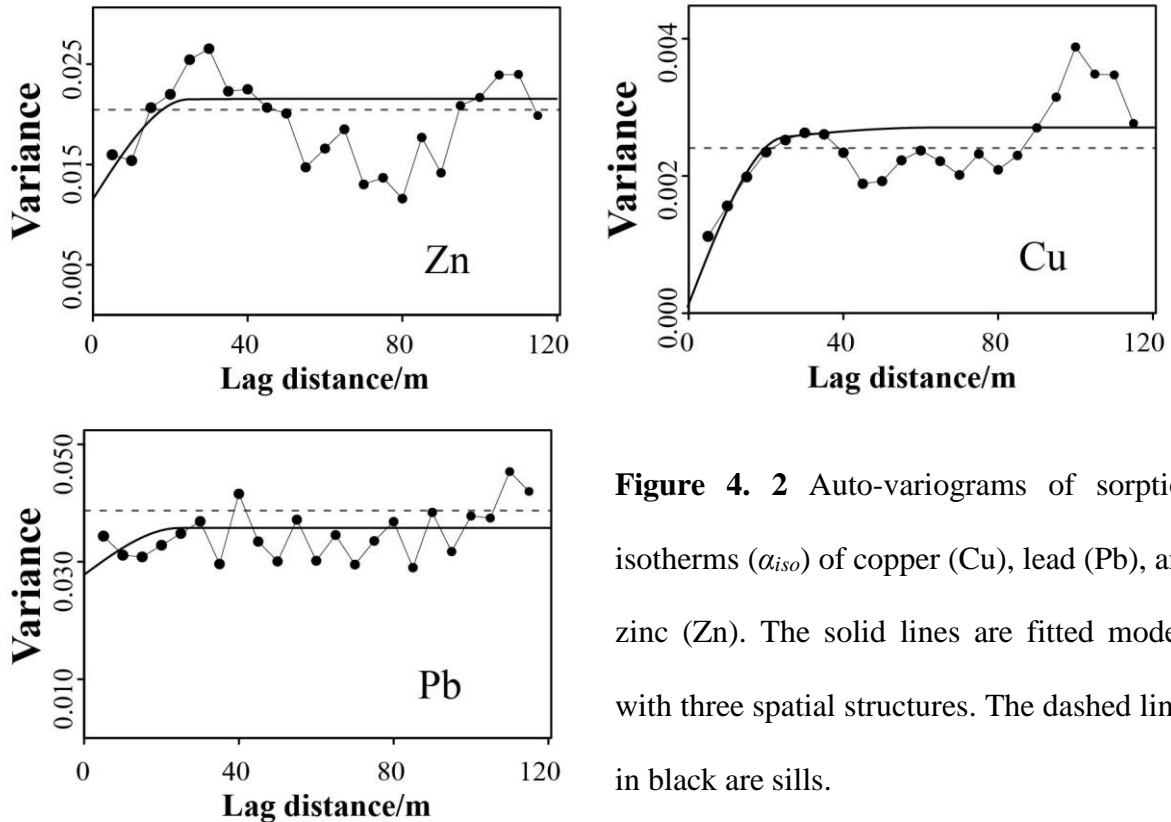 0.025
0.015
0.005
Variance
Zn
0 40 80 120
Lag distance/m
0.004
0.002
0.000
Variance
Cu
0 40 80 120
Lag distance/m
0.050
0.030
0.010
Variance
Pb
0 40 80 120
Lag distance/m
Figure 4. 2 Auto-variograms of sorptio
isotherms (α_iso) of copper (Cu), lead (Pb), a
zinc (Zn). The solid lines are fitted mode
with three spatial structures. The dashed lin
in black are sills.